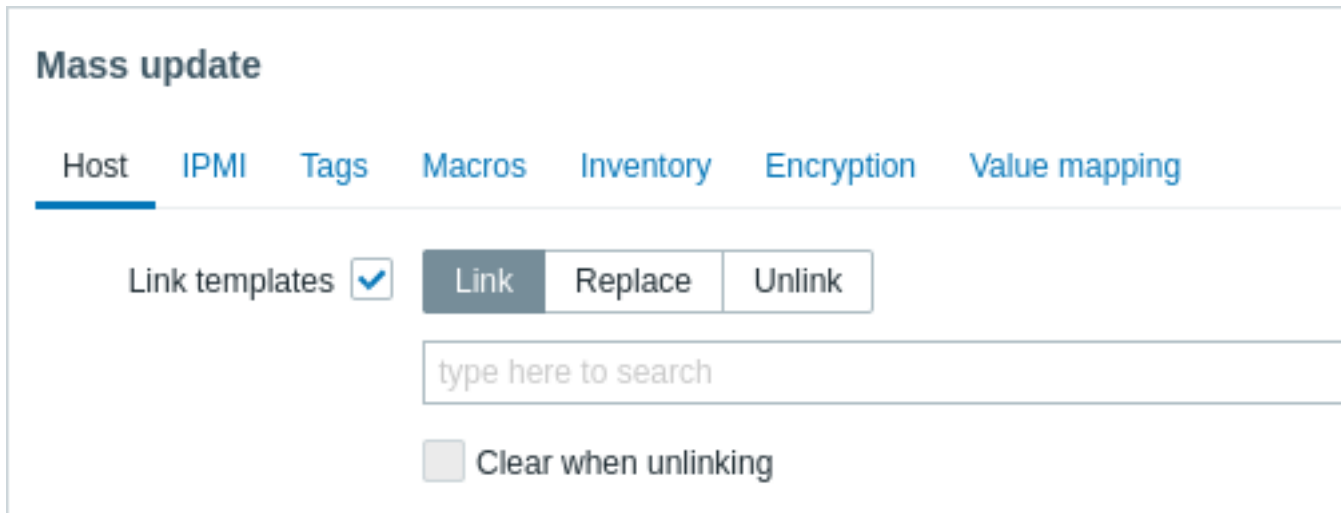 Mass update
Host IPMI Tags Macros Inventory Encryption Value mapping
Link templates Link Replace Unlink
type here to search
Clear when unlinking